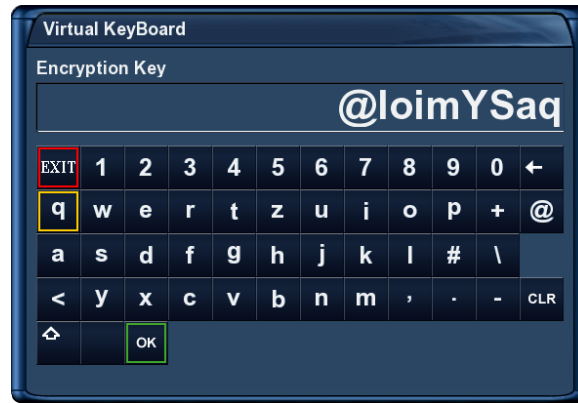 Virtual KeyBoard
Encryption Key
@loimYSaq
EXIT 1 2 3 4 5 6 7 8 9 0 ←
q w e r t z u i o p + @
a s d f g h j k l # \
< y x c v b n m , . - CLR
OK